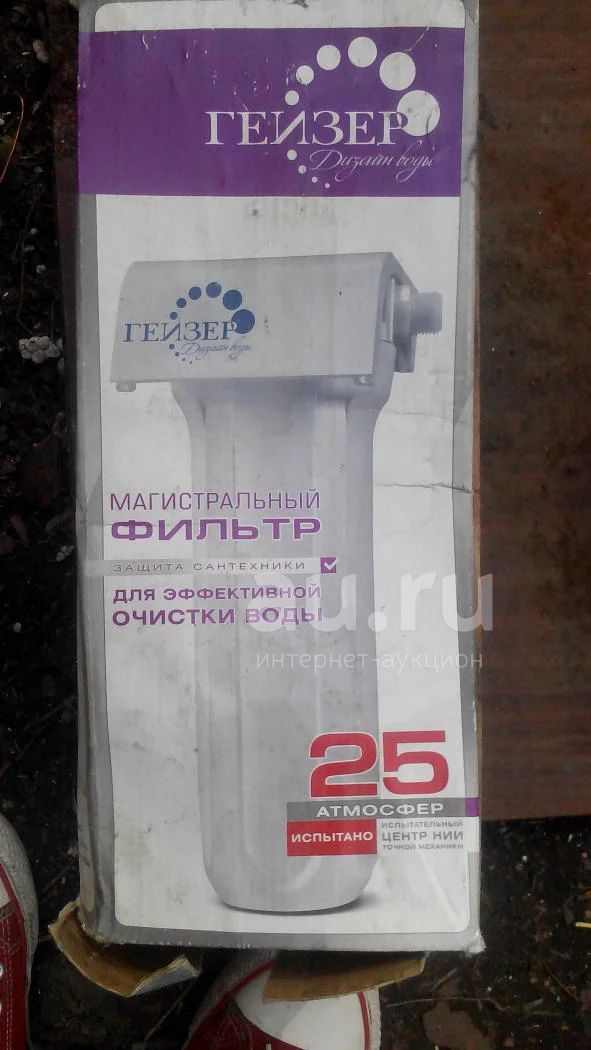 ГЕЙЗЕР
Дизайн воды
ГЕЙЗЕР
Дизайн воды
МАГИСТРАЛЬНЫЙ
ФИЛЬТР
ЗАЩИТА САНТЕХНИКИ
ДЛЯ ЭФФЕКТИВНОЙ
ОЧИСТКИ ВОДЫ
au.ru
интернет-аукцион
25
АТМОСФЕР
ИСПЫТАНО
ИСПЫТАТЕЛЬНЫЙ
ЦЕНТР НИИ
ТОЧНОЙ МЕХАНИКИ